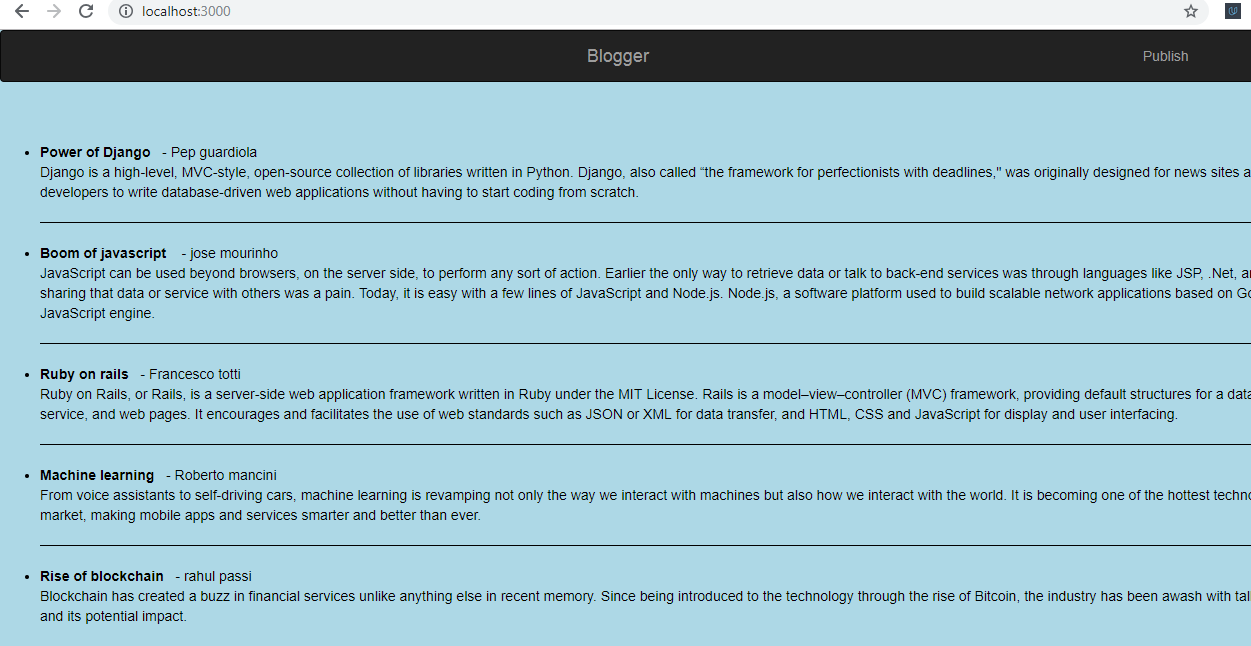 localhost:3000
Blogger
Publish
Power of Django - Pep guardiola
Django is a high-level, MVC-style, open-source collection of libraries written in Python. Django, also called “the framework for perfectionists with deadlines," was originally designed for news sites
developers to write database-driven web applications without having to start coding from scratch.
Boom of javascript - jose mourinho
JavaScript can be used beyond browsers, on the server side, to perform any sort of action. Earlier the only way to retrieve data or talk to back-end services was through languages like JSP, .Net,
sharing that data or service with others was a pain. Today, it is easy with a few lines of JavaScript and Node.js. Node.js, a software platform used to build scalable network applications based on
JavaScript engine.
Ruby on rails - Francesco totti
Ruby on Rails, or Rails, is a server-side web application framework written in Ruby under the MIT License. Rails is a model–view–controller (MVC) framework, providing default structures for a
service, and web pages. It encourages and facilitates the use of web standards such as JSON or XML for data transfer, and HTML, CSS and JavaScript for display and user interfacing.
Machine learning - Roberto mancini
From voice assistants to self-driving cars, machine learning is revamping not only the way we interact with machines but also how we interact with the world. It is becoming one of the hottest
market, making mobile apps and services smarter and better than ever.
Rise of blockchain - rahul passi
Blockchain has created a buzz in financial services unlike anything else in recent memory. Since being introduced to the technology through the rise of Bitcoin, the industry has been awash with
and its potential impact.